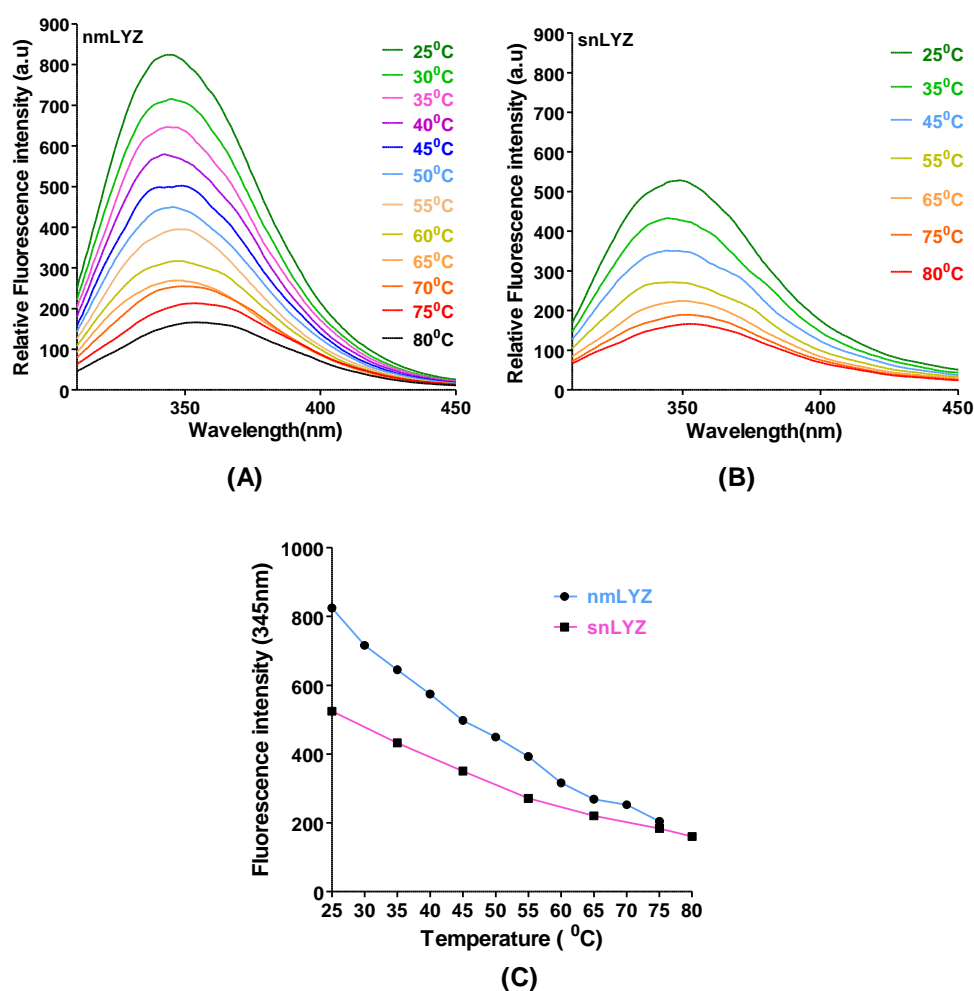 nmLYZ
Relative Fluorescence intensity (a.u)
900
800
700
600
500
400
300
200
100
0
25⁰C
30⁰C
35⁰C
40⁰C
45⁰C
50⁰C
55⁰C
60⁰C
65⁰C
70⁰C
75⁰C
80⁰C
350 400 450
Wavelength(nm)
(A)
snLYZ
Relative Fluorescence intensity (a.u)
900
800
700
600
500
400
300
200
100
0
25⁰C
35⁰C
45⁰C
55⁰C
65⁰C
75⁰C
80⁰C
350 400 450
Wavelength(nm)
(B)
Fluorescence intensity (345nm)
1000
800
600
400
200
0
nmLYZ
snLYZ
25 30 35 40 45 50 55 60 65 70 75 80
Temperature ( ⁰C)
(C)